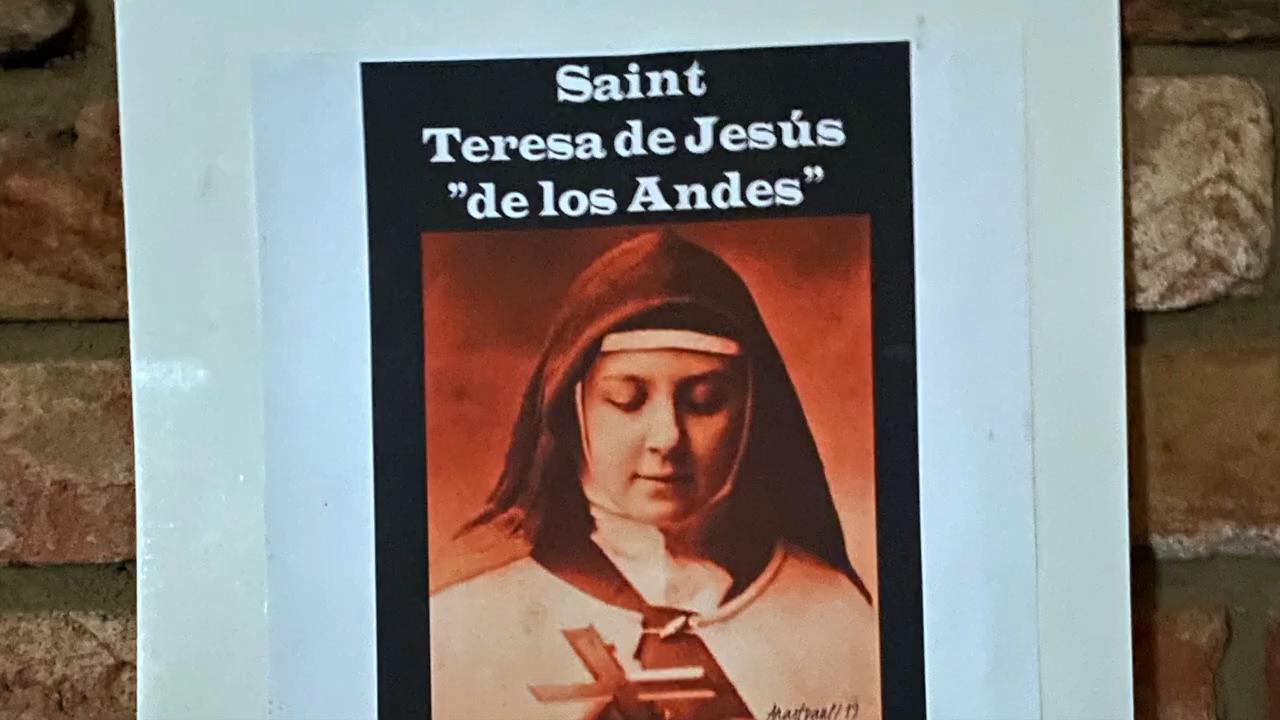 Saint
Teresa de Jesús
”de los Andes”